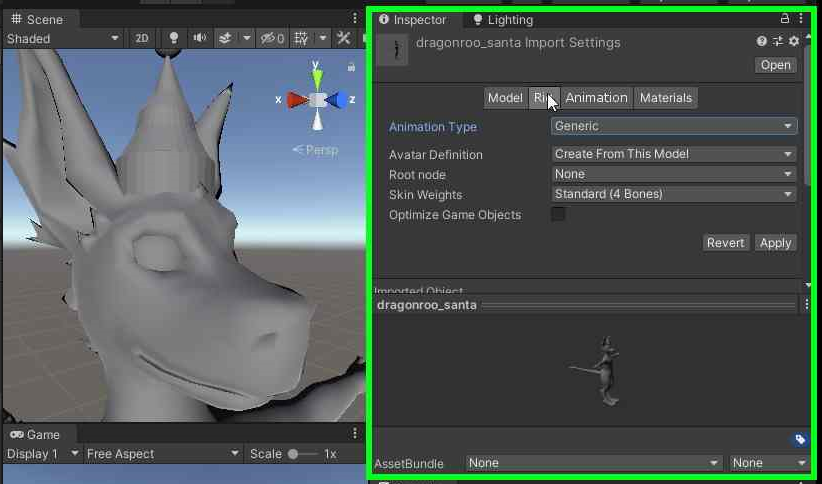 Scene
Shaded
2D
0
y
x
z
Persp
Game
Display 1
Free Aspect
Scale
1x
Inspector
Lighting
dragonroo_santa Import Settings
Open
Model
Rig
Animation
Materials
Animation Type
Generic
Avatar Definition
Create From This Model
Root node
None
Skin Weights
Standard (4 Bones)
Optimize Game Objects
Revert
Apply
Imported Object
dragonroo_santa
AssetBundle
None
None